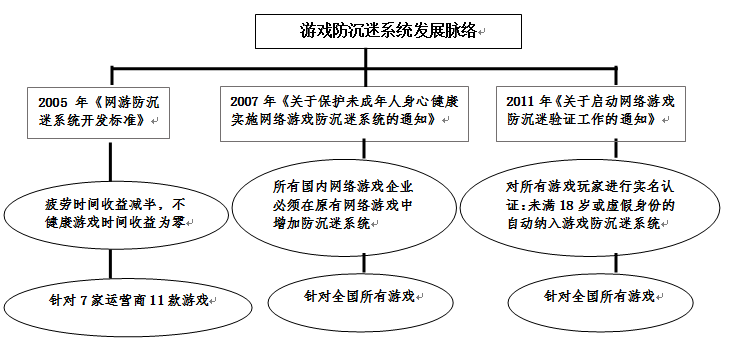 游戏防沉迷系统发展脉络
2005 年《网游防沉
迷系统开发标准》
2007 年《关于保护未成年人身心健康
实施网络游戏防沉迷系统的通知》
2011 年《关于启动网络游戏
防沉迷验证工作的通知》
疲劳时间收益减半，不
健康游戏时间收益为零
所有国内网络游戏企业
必须在原有网络游戏中
增加防沉迷系统
对所有游戏玩家进行实名认
证：未满 18 岁或虚假身份的
自动纳入游戏防沉迷系统
针对 7 家运营商 11 款游戏
针对全国所有游戏
针对全国所有游戏